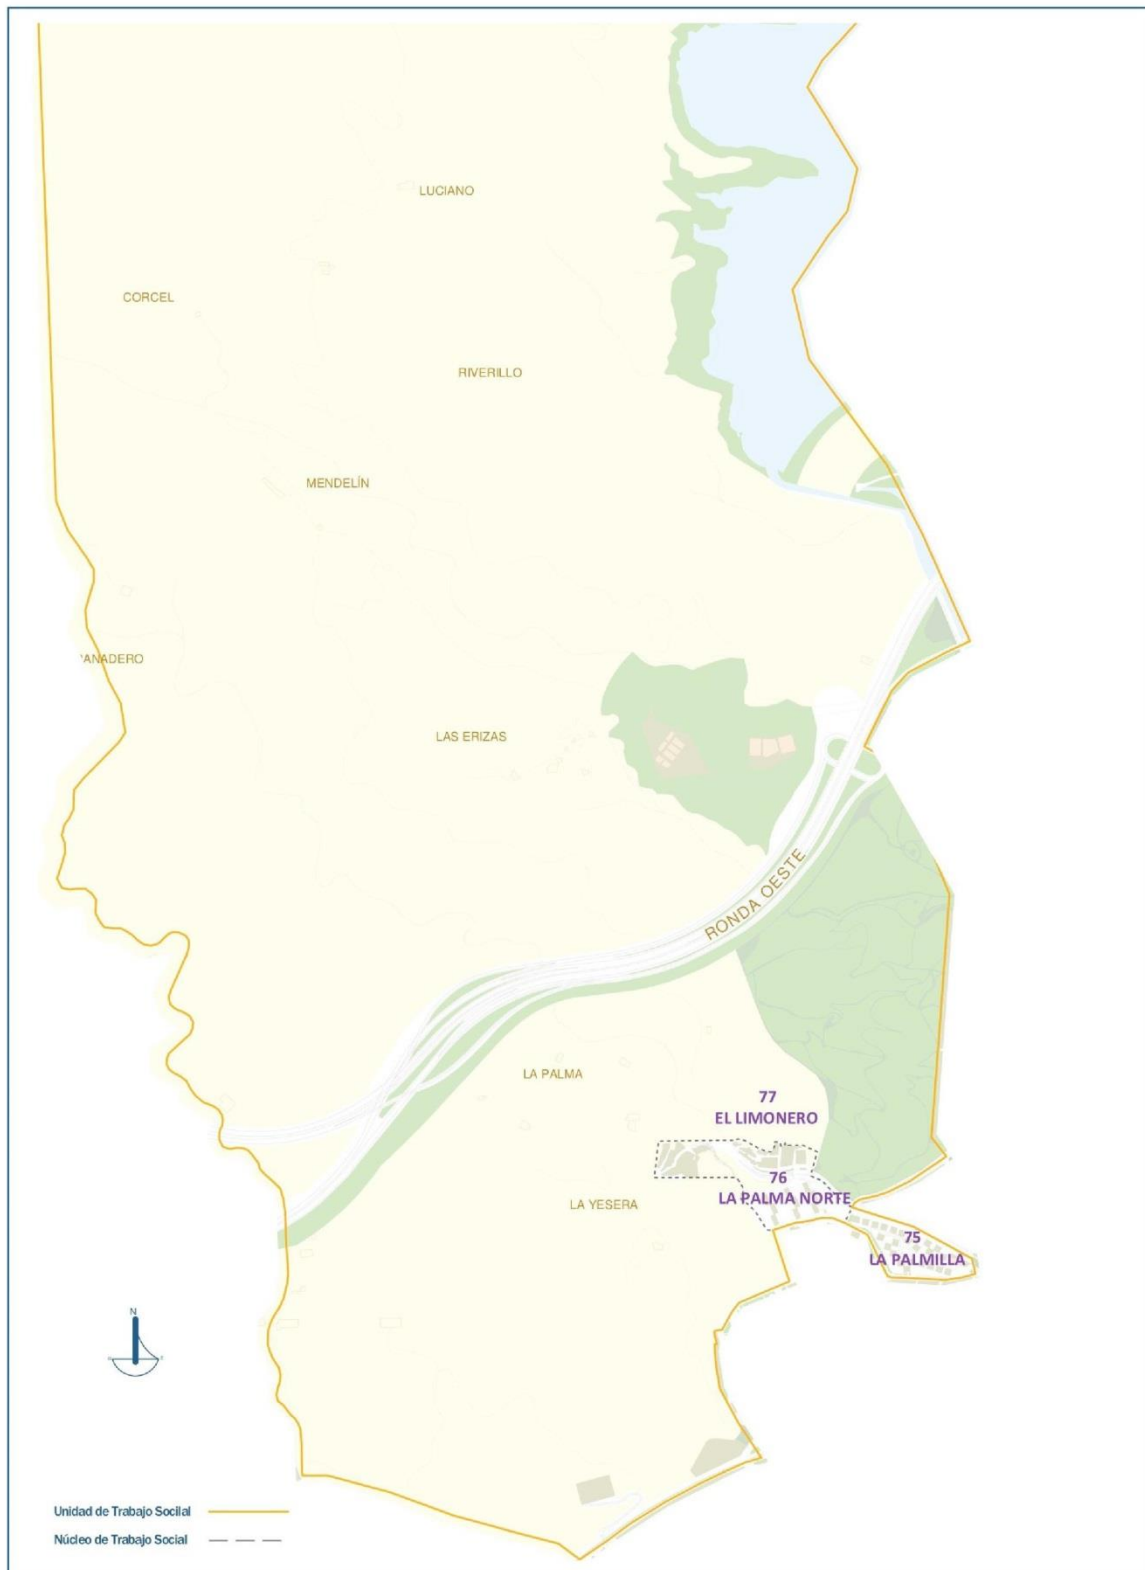 LUCIANO
CORCEL
RIVERILLO
MENDELÍN
'ANADERO
LAS ERIZAS
RONDA OESTE
LA PALMA
77
EL LIMONERO
76
LA PALMA NORTE
LA YESERA
75
LA PALMILLA
N
Unidad de Trabajo Socilal
Núcleo de Trabajo Social